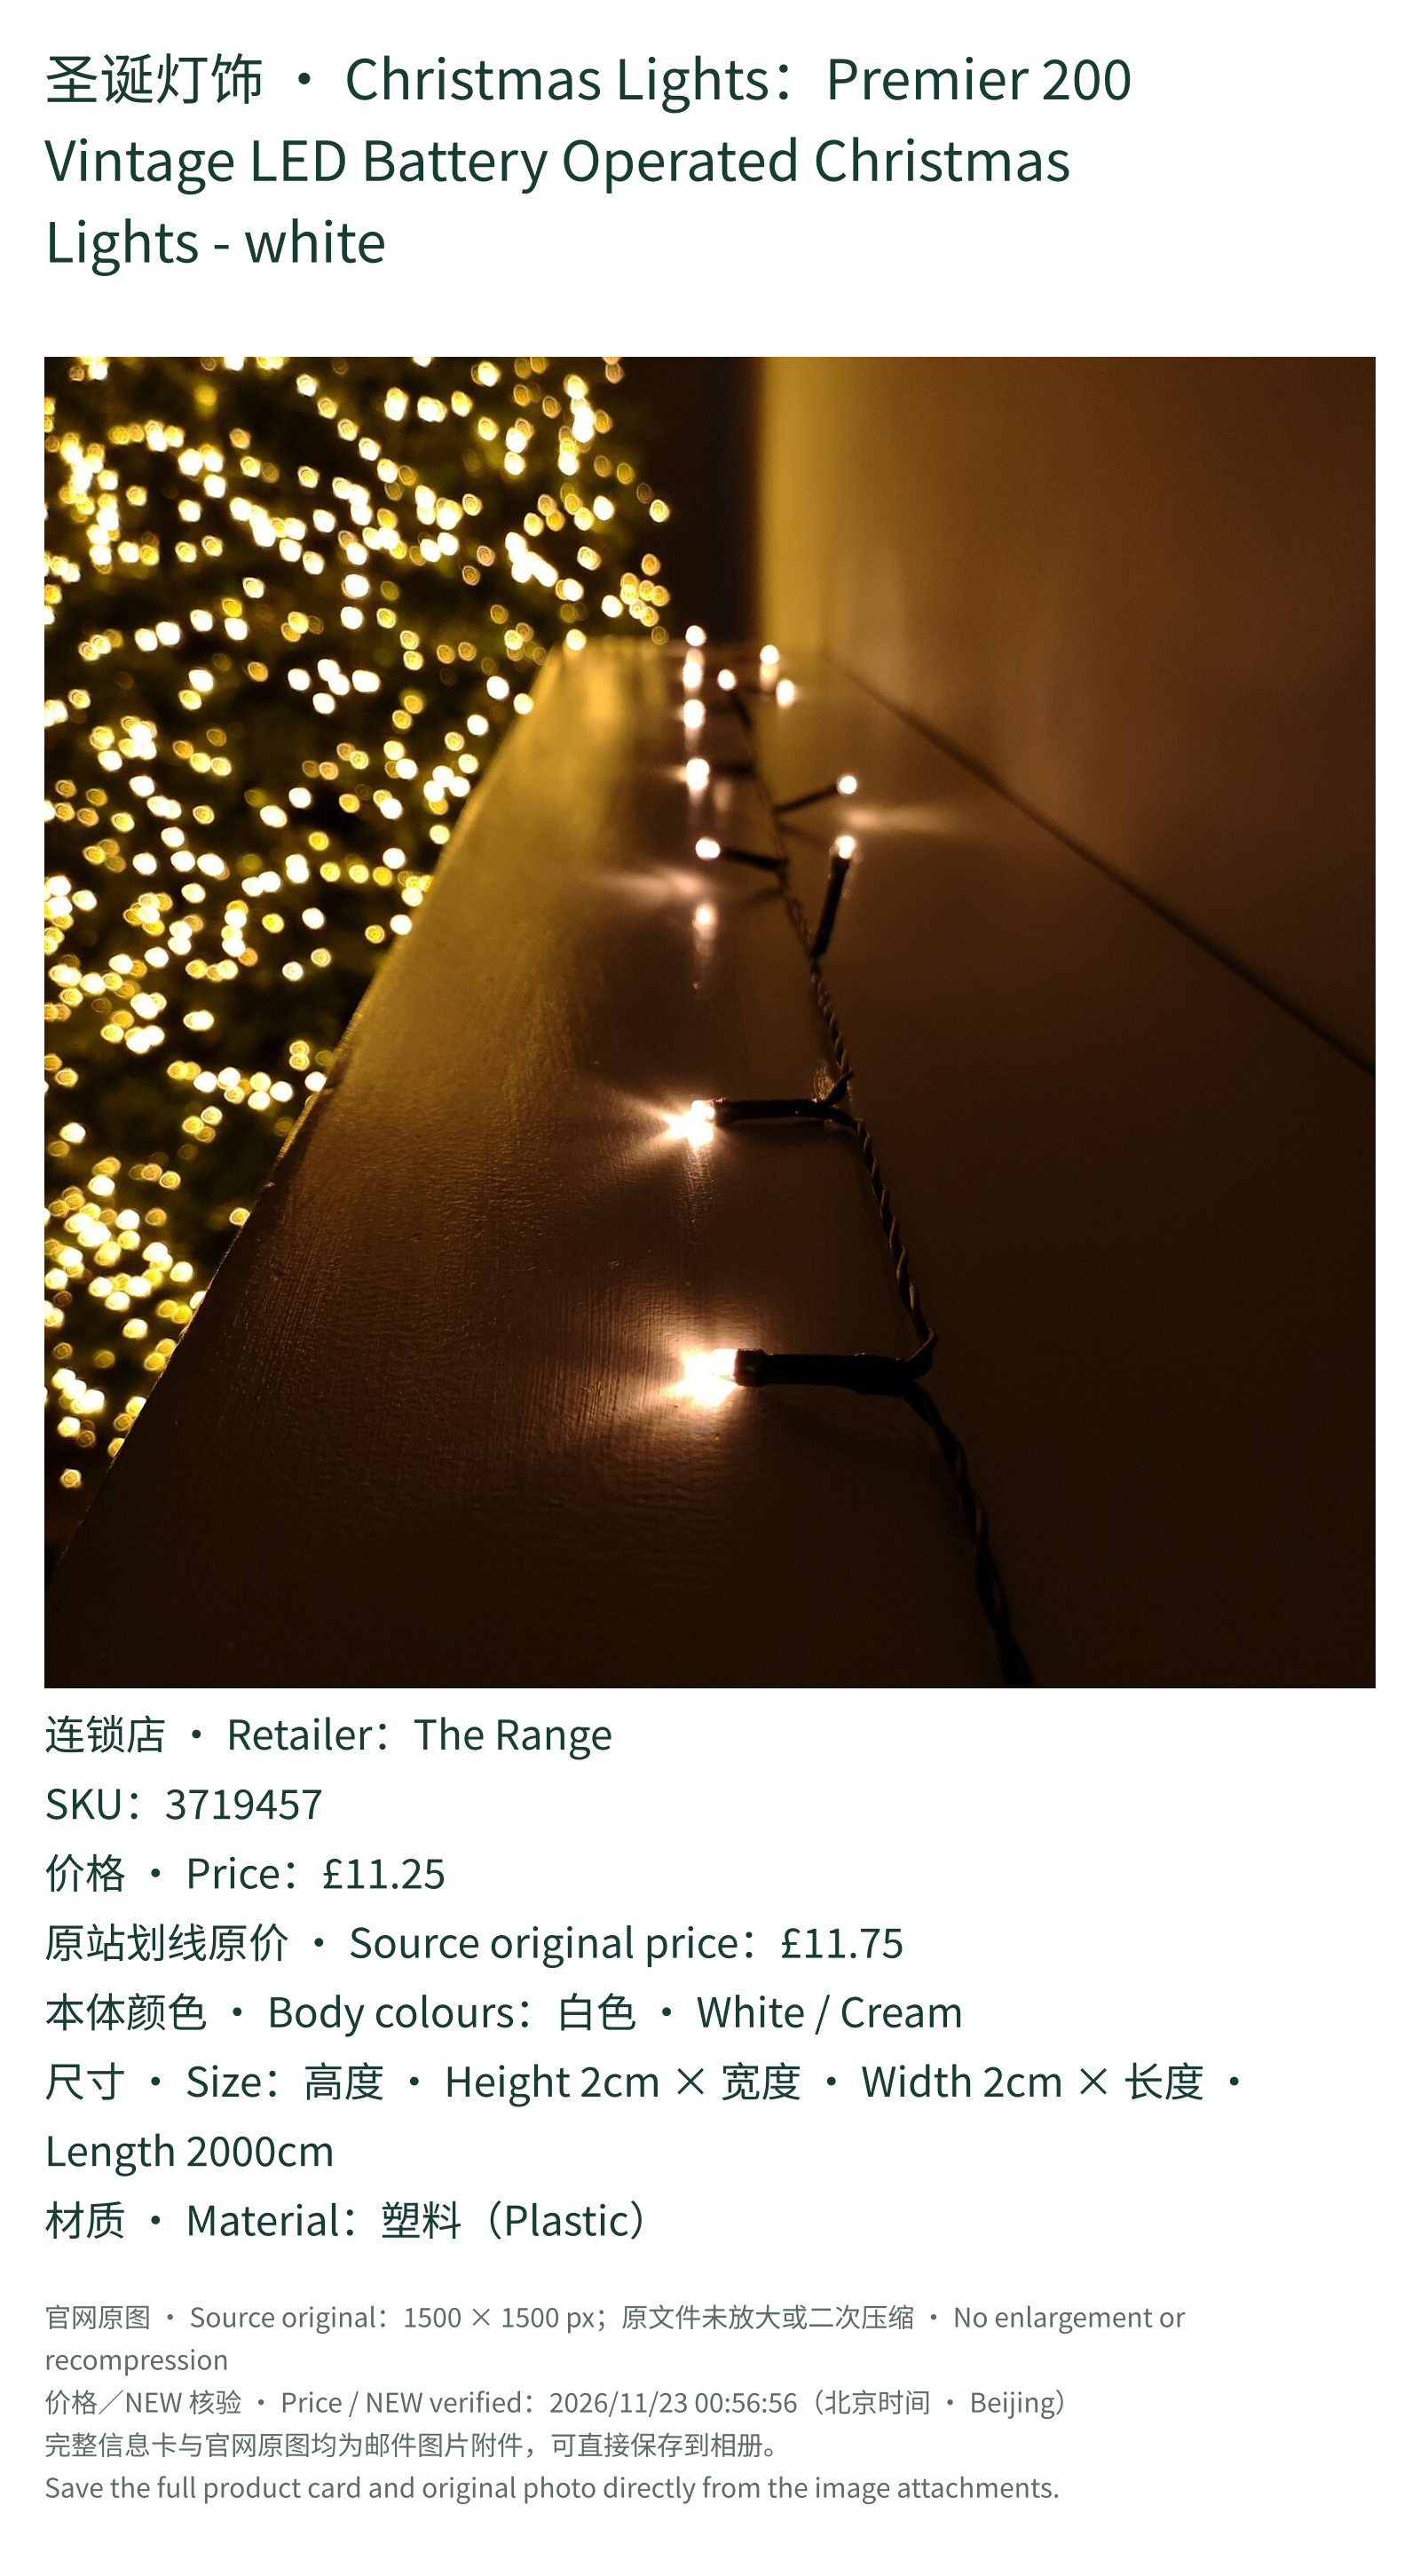 圣诞灯饰 · Christmas Lights：Premier 200
Vintage LED Battery Operated Christmas
Lights - white
连锁店 · Retailer：The Range
SKU：3719457
价格 · Price：£11.25
原站划线原价 · Source original price：£11.75
本体颜色 · Body colours：白色 · White / Cream
尺寸 · Size：高度 · Height 2cm × 宽度 · Width 2cm × 长度 ·
Length 2000cm
材质 · Material：塑料（Plastic）
官网原图 · Source original：1500 × 1500 px；原文件未放大或二次压缩 · No enlargement or
recompression
价格／NEW 核验 · Price / NEW verified：2026/11/23 00:56:56（北京时间 · Beijing）
完整信息卡与官网原图均为邮件图片附件，可直接保存到相册。
Save the full product card and original photo directly from the image attachments.